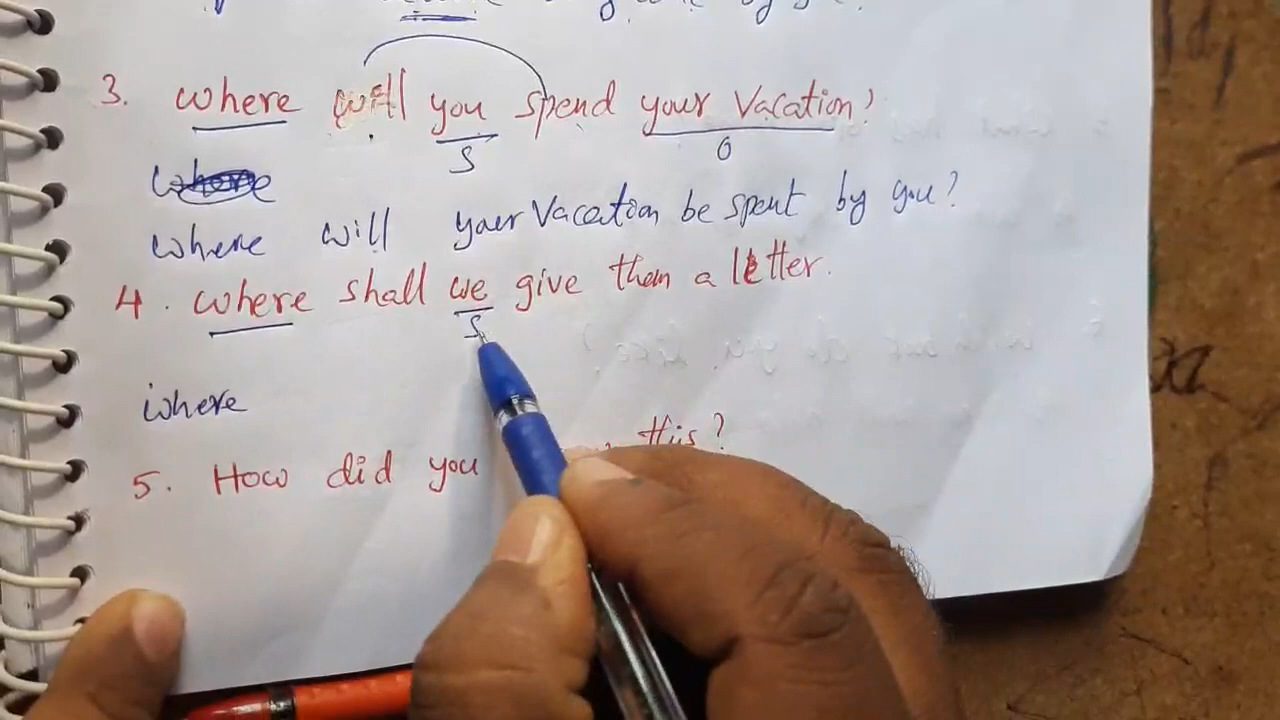 by
3. where will you spend your Vacation?
S O
where
where will your Vacation be spent by you?
4. where shall we give them a letter.
S
where
5. How did you this?